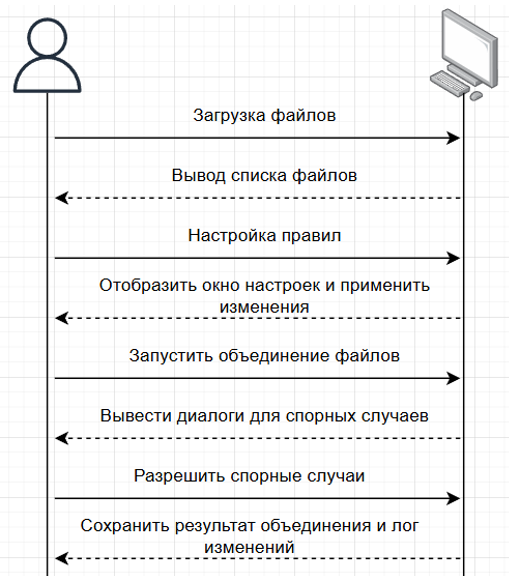 Загрузка файлов
Вывод списка файлов
Настройка правил
Отобразить окно настроек и применить
изменения
Запустить объединение файлов
Вывести диалоги для спорных случаев
Разрешить спорные случаи
Сохранить результат объединения и лог
изменений